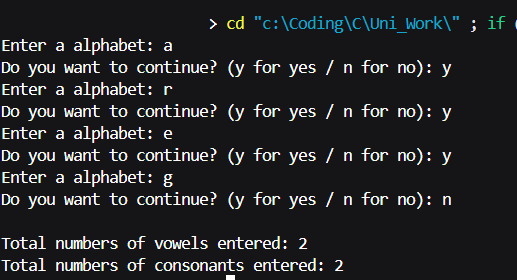 > cd "c:\Coding\C\Uni_Work\" ; if
Enter a alphabet: a
Do you want to continue? (y for yes / n for no): y
Enter a alphabet: r
Do you want to continue? (y for yes / n for no): y
Enter a alphabet: e
Do you want to continue? (y for yes / n for no): y
Enter a alphabet: g
Do you want to continue? (y for yes / n for no): n
Total numbers of vowels entered: 2
Total numbers of consonants entered: 2